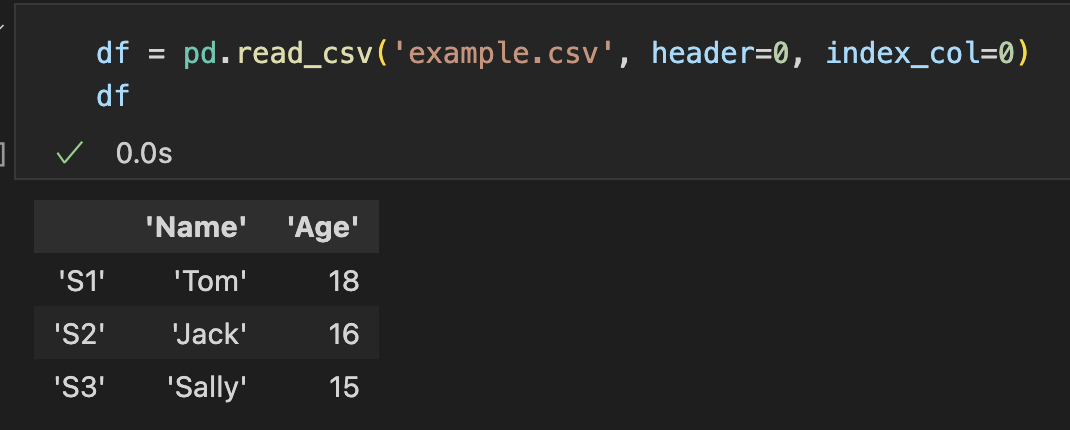 df = pd.read_csv('example.csv', header=0, index_col=0)
df
] ✓ 0.0s
'Name' 'Age'
'S1' 'Tom' 18
'S2' 'Jack' 16
'S3' 'Sally' 15